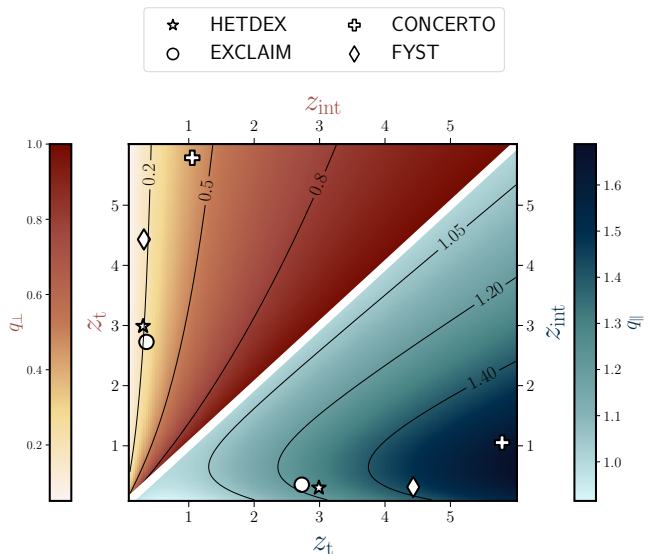 HETDEX CONCERTO
EXCLAIM FYST
z_int
1 2 3 4 5
1.0
0.8
0.6
0.4
0.2
q_⊥
5
4
3
2
1
z_t
0.2
0.5
0.8
1.05
1.20
1.40
5
4
3
2
1
z_int
1.6
1.5
1.4
1.3
1.2
1.1
1.0
q_∥
1 2 3 4 5
z_t